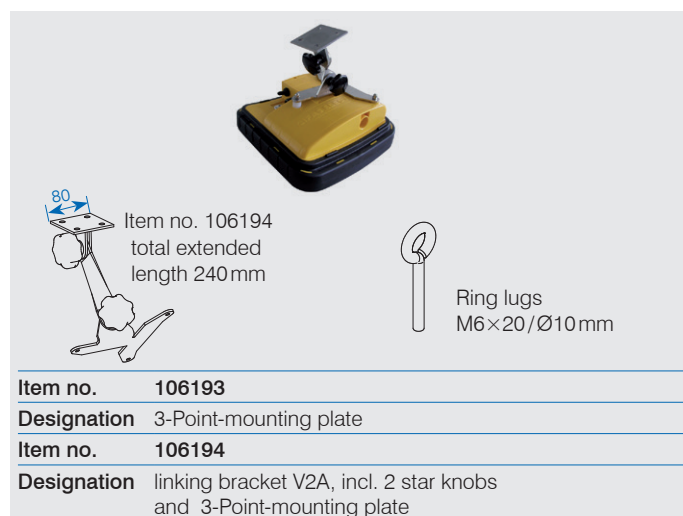 80
Item no. 106194
total extended
length 240 mm
Ring lugs
M6×20/Ø10 mm
Item no. 106193
Designation 3-Point-mounting plate
Item no. 106194
Designation linking bracket V2A, incl. 2 star knobs
and 3-Point-mounting plate